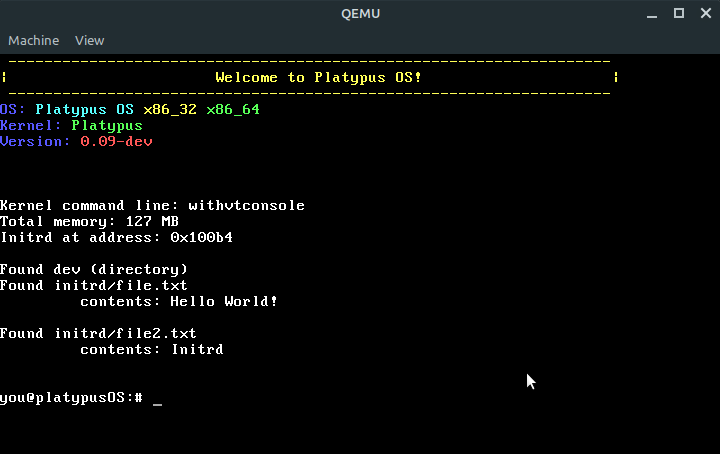 QEMU
Machine View
--------------------------------------------------------------------
| Welcome to Platypus OS! |
--------------------------------------------------------------------
OS: Platypus OS x86_32 x86_64
Kernel: Platypus
Version: 0.09-dev
Kernel command line: withvtconsole
Total memory: 127 MB
Initrd at address: 0x100b4
Found dev (directory)
Found initrd/file.txt
contents: Hello World!
Found initrd/file2.txt
contents: Initrd
you@platypusOS:# _